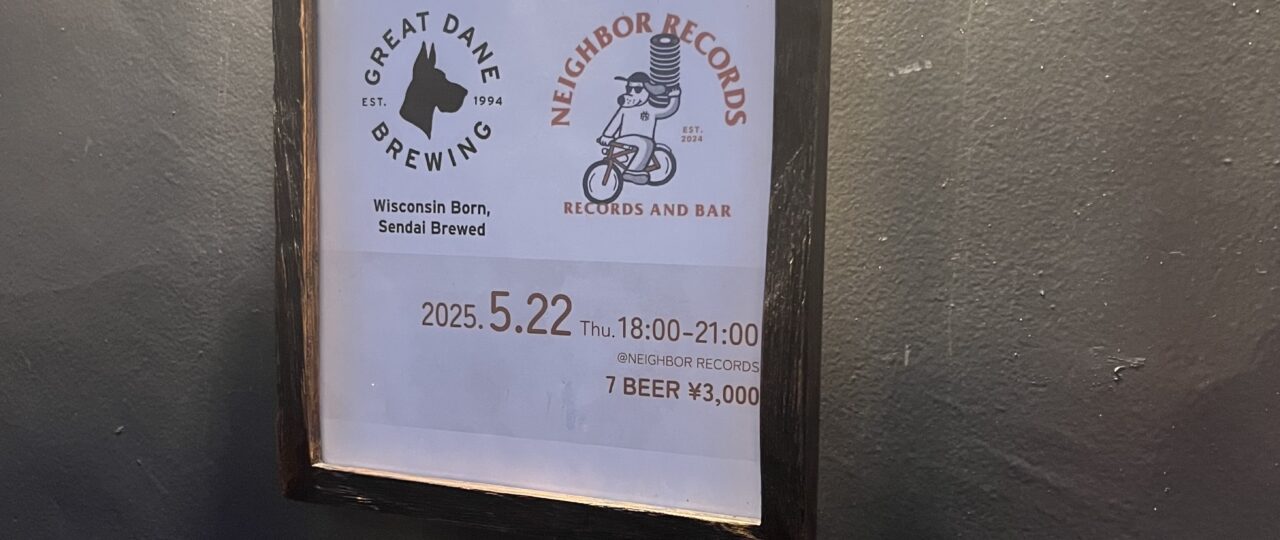 GREAT DANE
EST. 1994
BREWING
Wisconsin Born,
Sendai Brewed
NEIGHBOR RECORDS
EST.
2024
RECORDS AND BAR
2025.5.22 Thu.18:00-21:00
@NEIGHBOR RECORDS
7 BEER ¥3,000